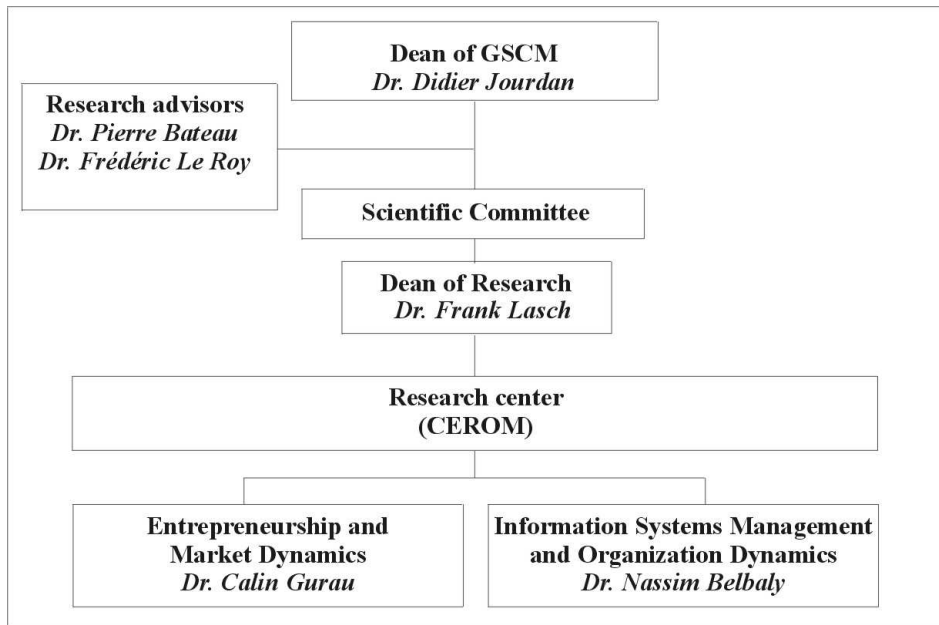 Dean of GSCM
Dr. Didier Jourdan
Research advisors
Dr. Pierre Bateau
Dr. Frédéric Le Roy
Scientific Committee
Dean of Research
Dr. Frank Lasch
Research center
(CEROM)
Entrepreneurship and
Market Dynamics
Dr. Calin Gurau
Information Systems Management
and Organization Dynamics
Dr. Nassim Belbaly